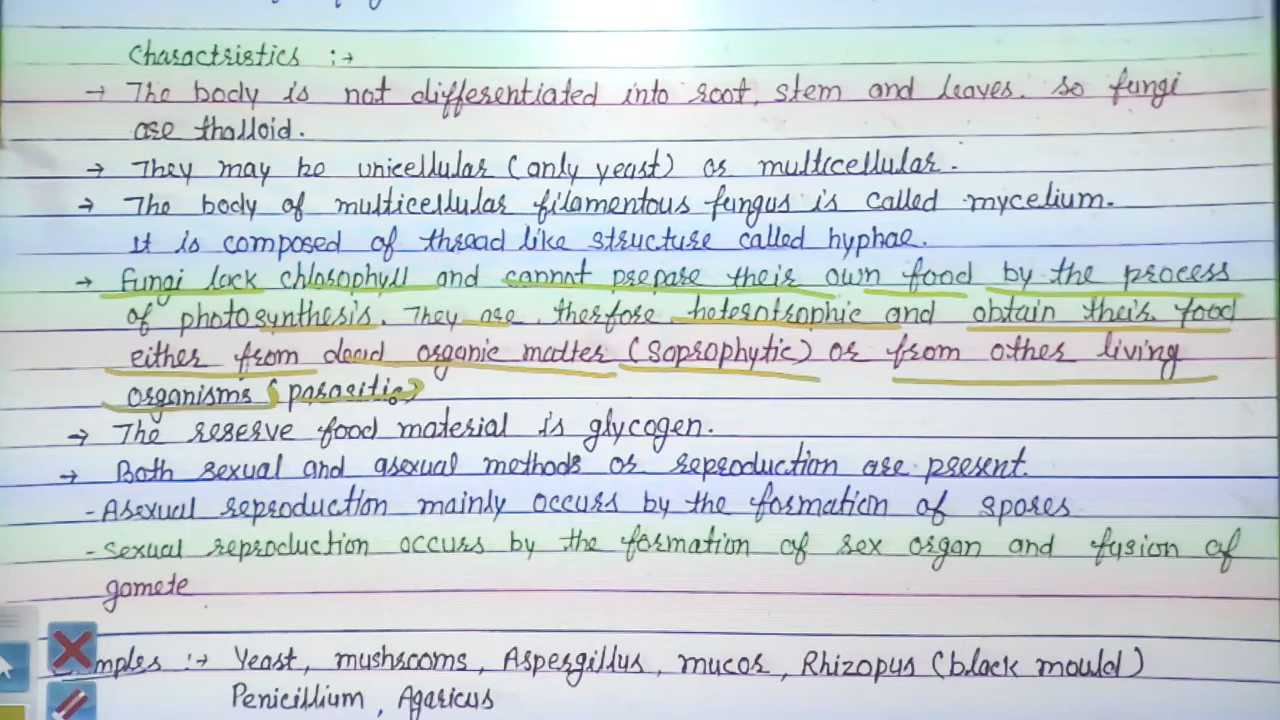 Charactristics :→
→ The body is not differentiated into root, stem and leaves. so fungi
are thalloid.
→ They may be unicellular (only yeast) or multicellular.
→ The body of multicellular filamentous fungus is called mycelium.
It is composed of thread like structure called hyphae.
→ Fungi lack chlorophyll and cannot prepare their own food by the process
of photosynthesis. They are, therfore, heterotrophic and obtain their food
either from dead organic matter (Saprophytic) or from other living
organisms (parasitic)
→ The reserve food material is glycogen.
→ Both sexual and asexual methods or reproduction are present.
- Asexual reproduction mainly occurs by the formation of spores
- sexual reproduction occurs by the formation of sex organ and fusion of
gamete
mples :→ Yeast, mushrooms, Aspergillus, mucor, Rhizopus (black mould)
Penicillium, Agaricus